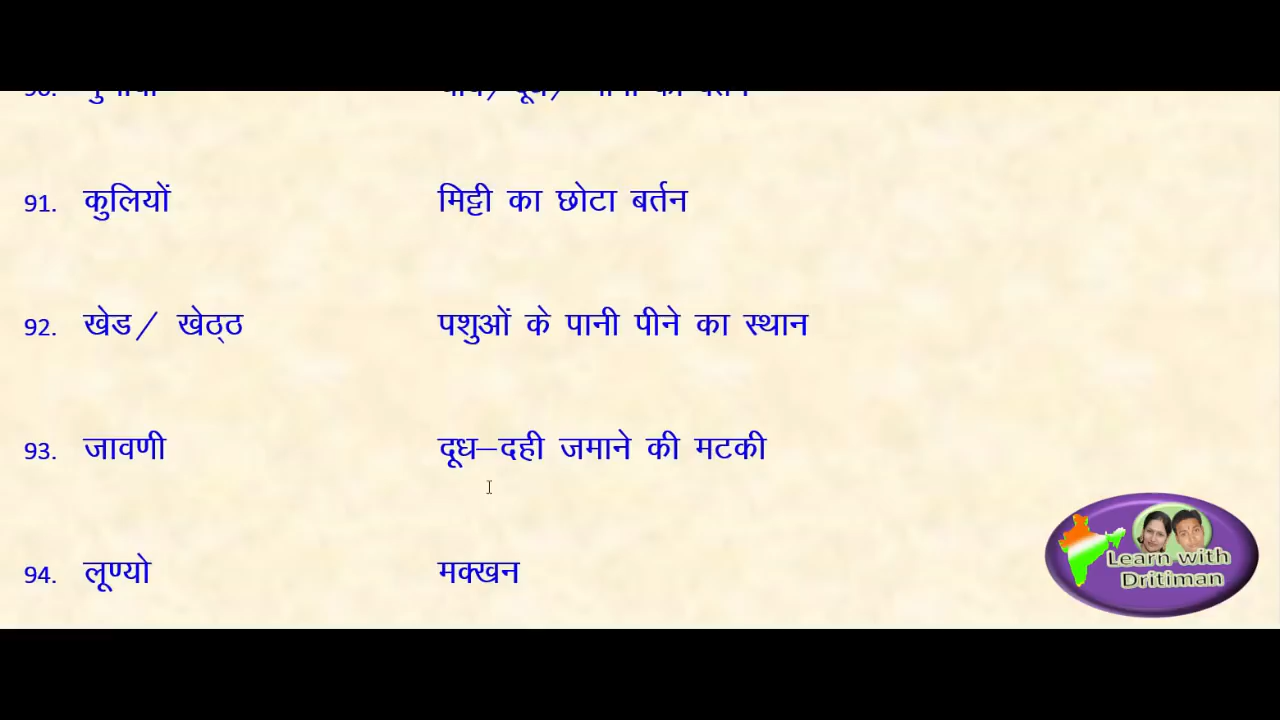 91. कुलियों मिट्टी का छोटा बर्तन
92. खेड/ खेठ्ठ पशुओं के पानी पीने का स्थान
93. जावणी दूध–दही जमाने की मटकी
94. लूण्यो मक्खन
Learn with
Dritiman